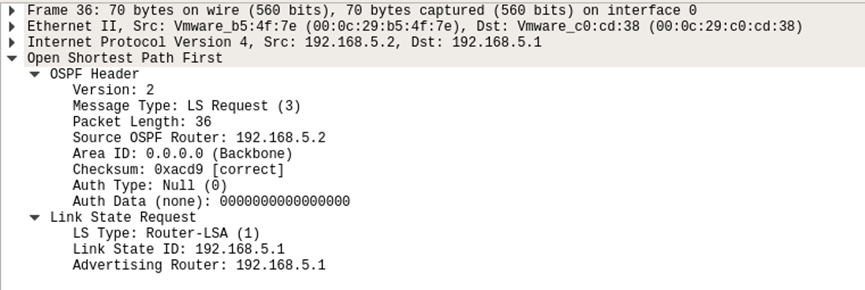 Frame 36: 70 bytes on wire (560 bits), 70 bytes captured (560 bits) on interface 0
Ethernet II, Src: Vmware_b5:4f:7e (00:0c:29:b5:4f:7e), Dst: Vmware_c0:cd:38 (00:0c:29:c0:cd:38)
Internet Protocol Version 4, Src: 192.168.5.2, Dst: 192.168.5.1
Open Shortest Path First
OSPF Header
Version: 2
Message Type: LS Request (3)
Packet Length: 36
Source OSPF Router: 192.168.5.2
Area ID: 0.0.0.0 (Backbone)
Checksum: 0xacd9 [correct]
Auth Type: Null (0)
Auth Data (none): 0000000000000000
Link State Request
LS Type: Router-LSA (1)
Link State ID: 192.168.5.1
Advertising Router: 192.168.5.1